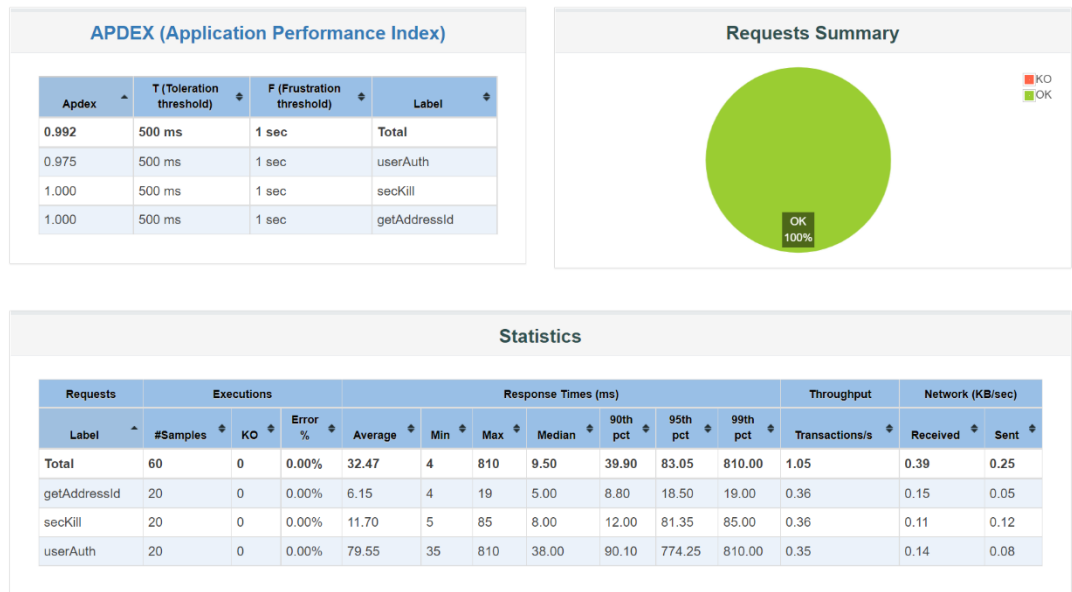 APDEX (Application Performance Index)
Apdex T (Toleration threshold) F (Frustration threshold) Label
0.992 500 ms 1 sec Total
0.975 500 ms 1 sec userAuth
1.000 500 ms 1 sec secKill
1.000 500 ms 1 sec getAddressId
Requests Summary
KO
OK
OK
100%
Statistics
Requests Executions Response Times (ms) Throughput Network (KB/sec)
Label #Samples KO Error % Average Min Max Median 90th pct 95th pct 99th pct Transactions/s Received Sent
Total 60 0 0.00% 32.47 4 810 9.50 39.90 83.05 810.00 1.05 0.39 0.25
getAddressId 20 0 0.00% 6.15 4 19 5.00 8.80 18.50 19.00 0.36 0.15 0.05
secKill 20 0 0.00% 11.70 5 85 8.00 12.00 81.35 85.00 0.36 0.11 0.12
userAuth 20 0 0.00% 79.55 35 810 38.00 90.10 774.25 810.00 0.35 0.14 0.08